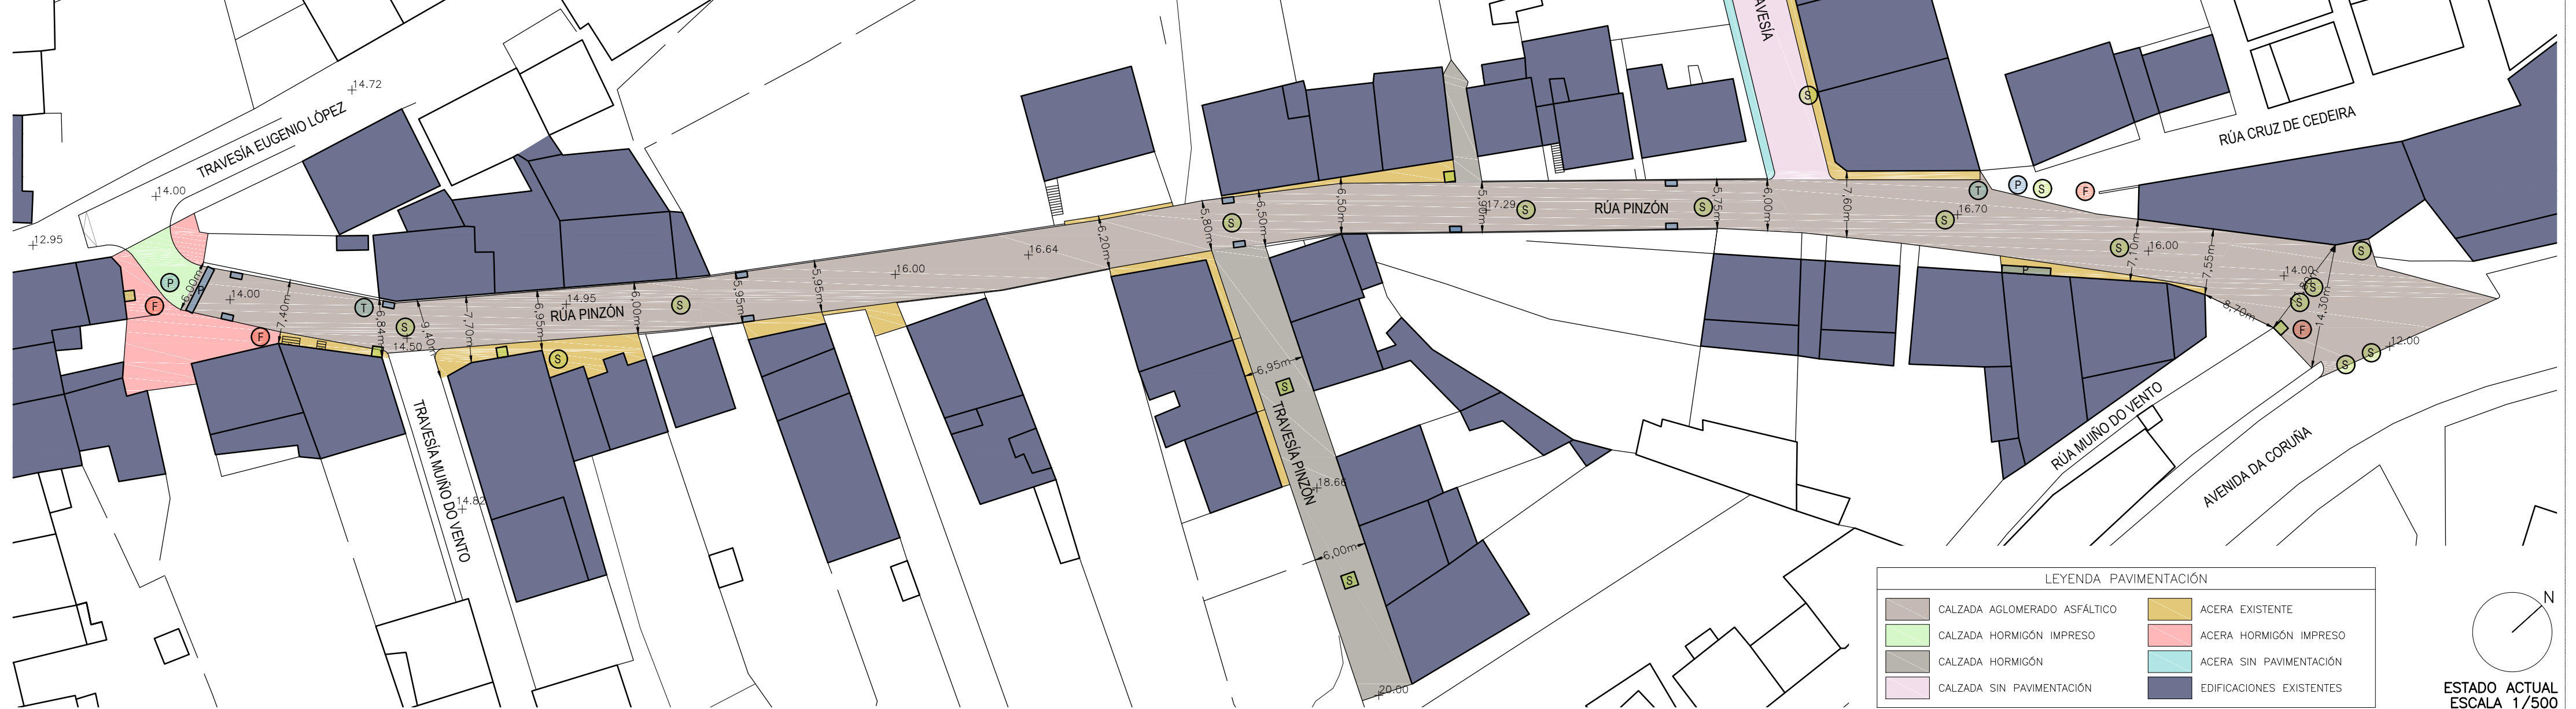 AVESÍA
14.72
TRAVESÍA EUGENIO LÓPEZ
14.00
12.95
RÚA CRUZ DE CEDEIRA
S
T
P
S
F
5,80m
S
6,50m
6,50m
5,90m
17.29
S
RÚA PINZÓN
S
5,75m
6,00m
7,60m
S
16.70
6,20m
16.64
16.00
S
7,10m
16.00
7,55m
S
P
F
6,00m
P
14.00
F
7,40m
T
6,84m
S
14.50
9,40m
7,70m
6,95m
14.95
RÚA PINZÓN
S
6,00m
S
5,95m
5,95m
P
14.00
S
S
F
14,30m
8,70m
S
S
12.00
6,95m
S
TRAVESÍA PINZÓN
18.66
6,00m
S
20.00
TRAVESÍA MUIÑO DO VENTO
14.82
RÚA MUIÑO DO VENTO
AVENIDA DA CORUÑA
LEYENDA PAVIMENTACIÓN
CALZADA AGLOMERADO ASFÁLTICO
ACERA EXISTENTE
CALZADA HORMIGÓN IMPRESO
ACERA HORMIGÓN IMPRESO
CALZADA HORMIGÓN
ACERA SIN PAVIMENTACIÓN
CALZADA SIN PAVIMENTACIÓN
EDIFICACIONES EXISTENTES
N
ESTADO ACTUAL
ESCALA 1/500